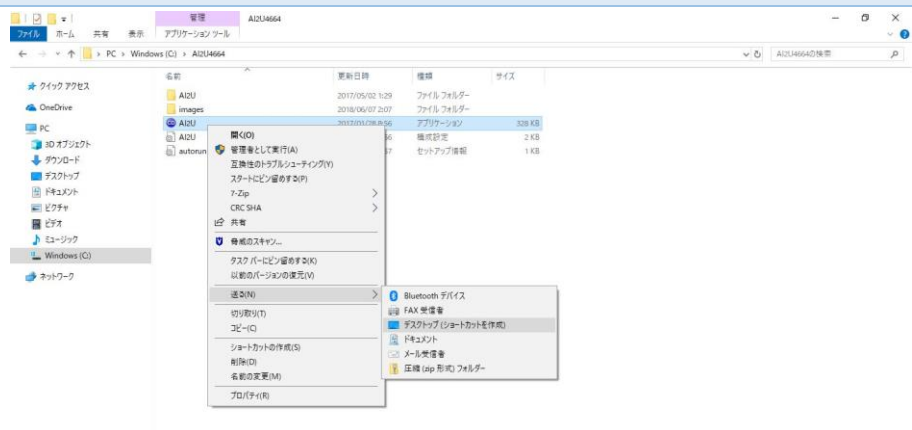 管理 AI2U4664
ファイル ホーム 共有 表示 アプリケーション ツール
PC > Windows (C:) > AI2U4664
AI2U4664の検索
クイック アクセス
OneDrive
PC
3D オブジェクト
ダウンロード
デスクトップ
ドキュメント
ピクチャ
ビデオ
ミュージック
Windows (C:)
ネットワーク
名前 更新日時 種類 サイズ
AI2U 2017/05/02 1:29 ファイル フォルダー
images 2018/06/07 2:07 ファイル フォルダー
AI2U 2017/01/28 8:56 アプリケーション 328 KB
AI2U 構成設定 2 KB
autorun セットアップ情報 1 KB
開く(O)
管理者として実行(A)
互換性のトラブルシューティング(Y)
スタートにピン留めする(P)
7-Zip
CRC SHA
共有
脅威のスキャン...
タスク バーにピン留めする(K)
以前のバージョンの復元(V)
送る(N)
切り取り(T)
コピー(C)
ショートカットの作成(S)
削除(D)
名前の変更(M)
プロパティ(R)
Bluetooth デバイス
FAX 受信者
デスクトップ (ショートカットを作成)
ドキュメント
メール受信者
圧縮 (zip 形式) フォルダー